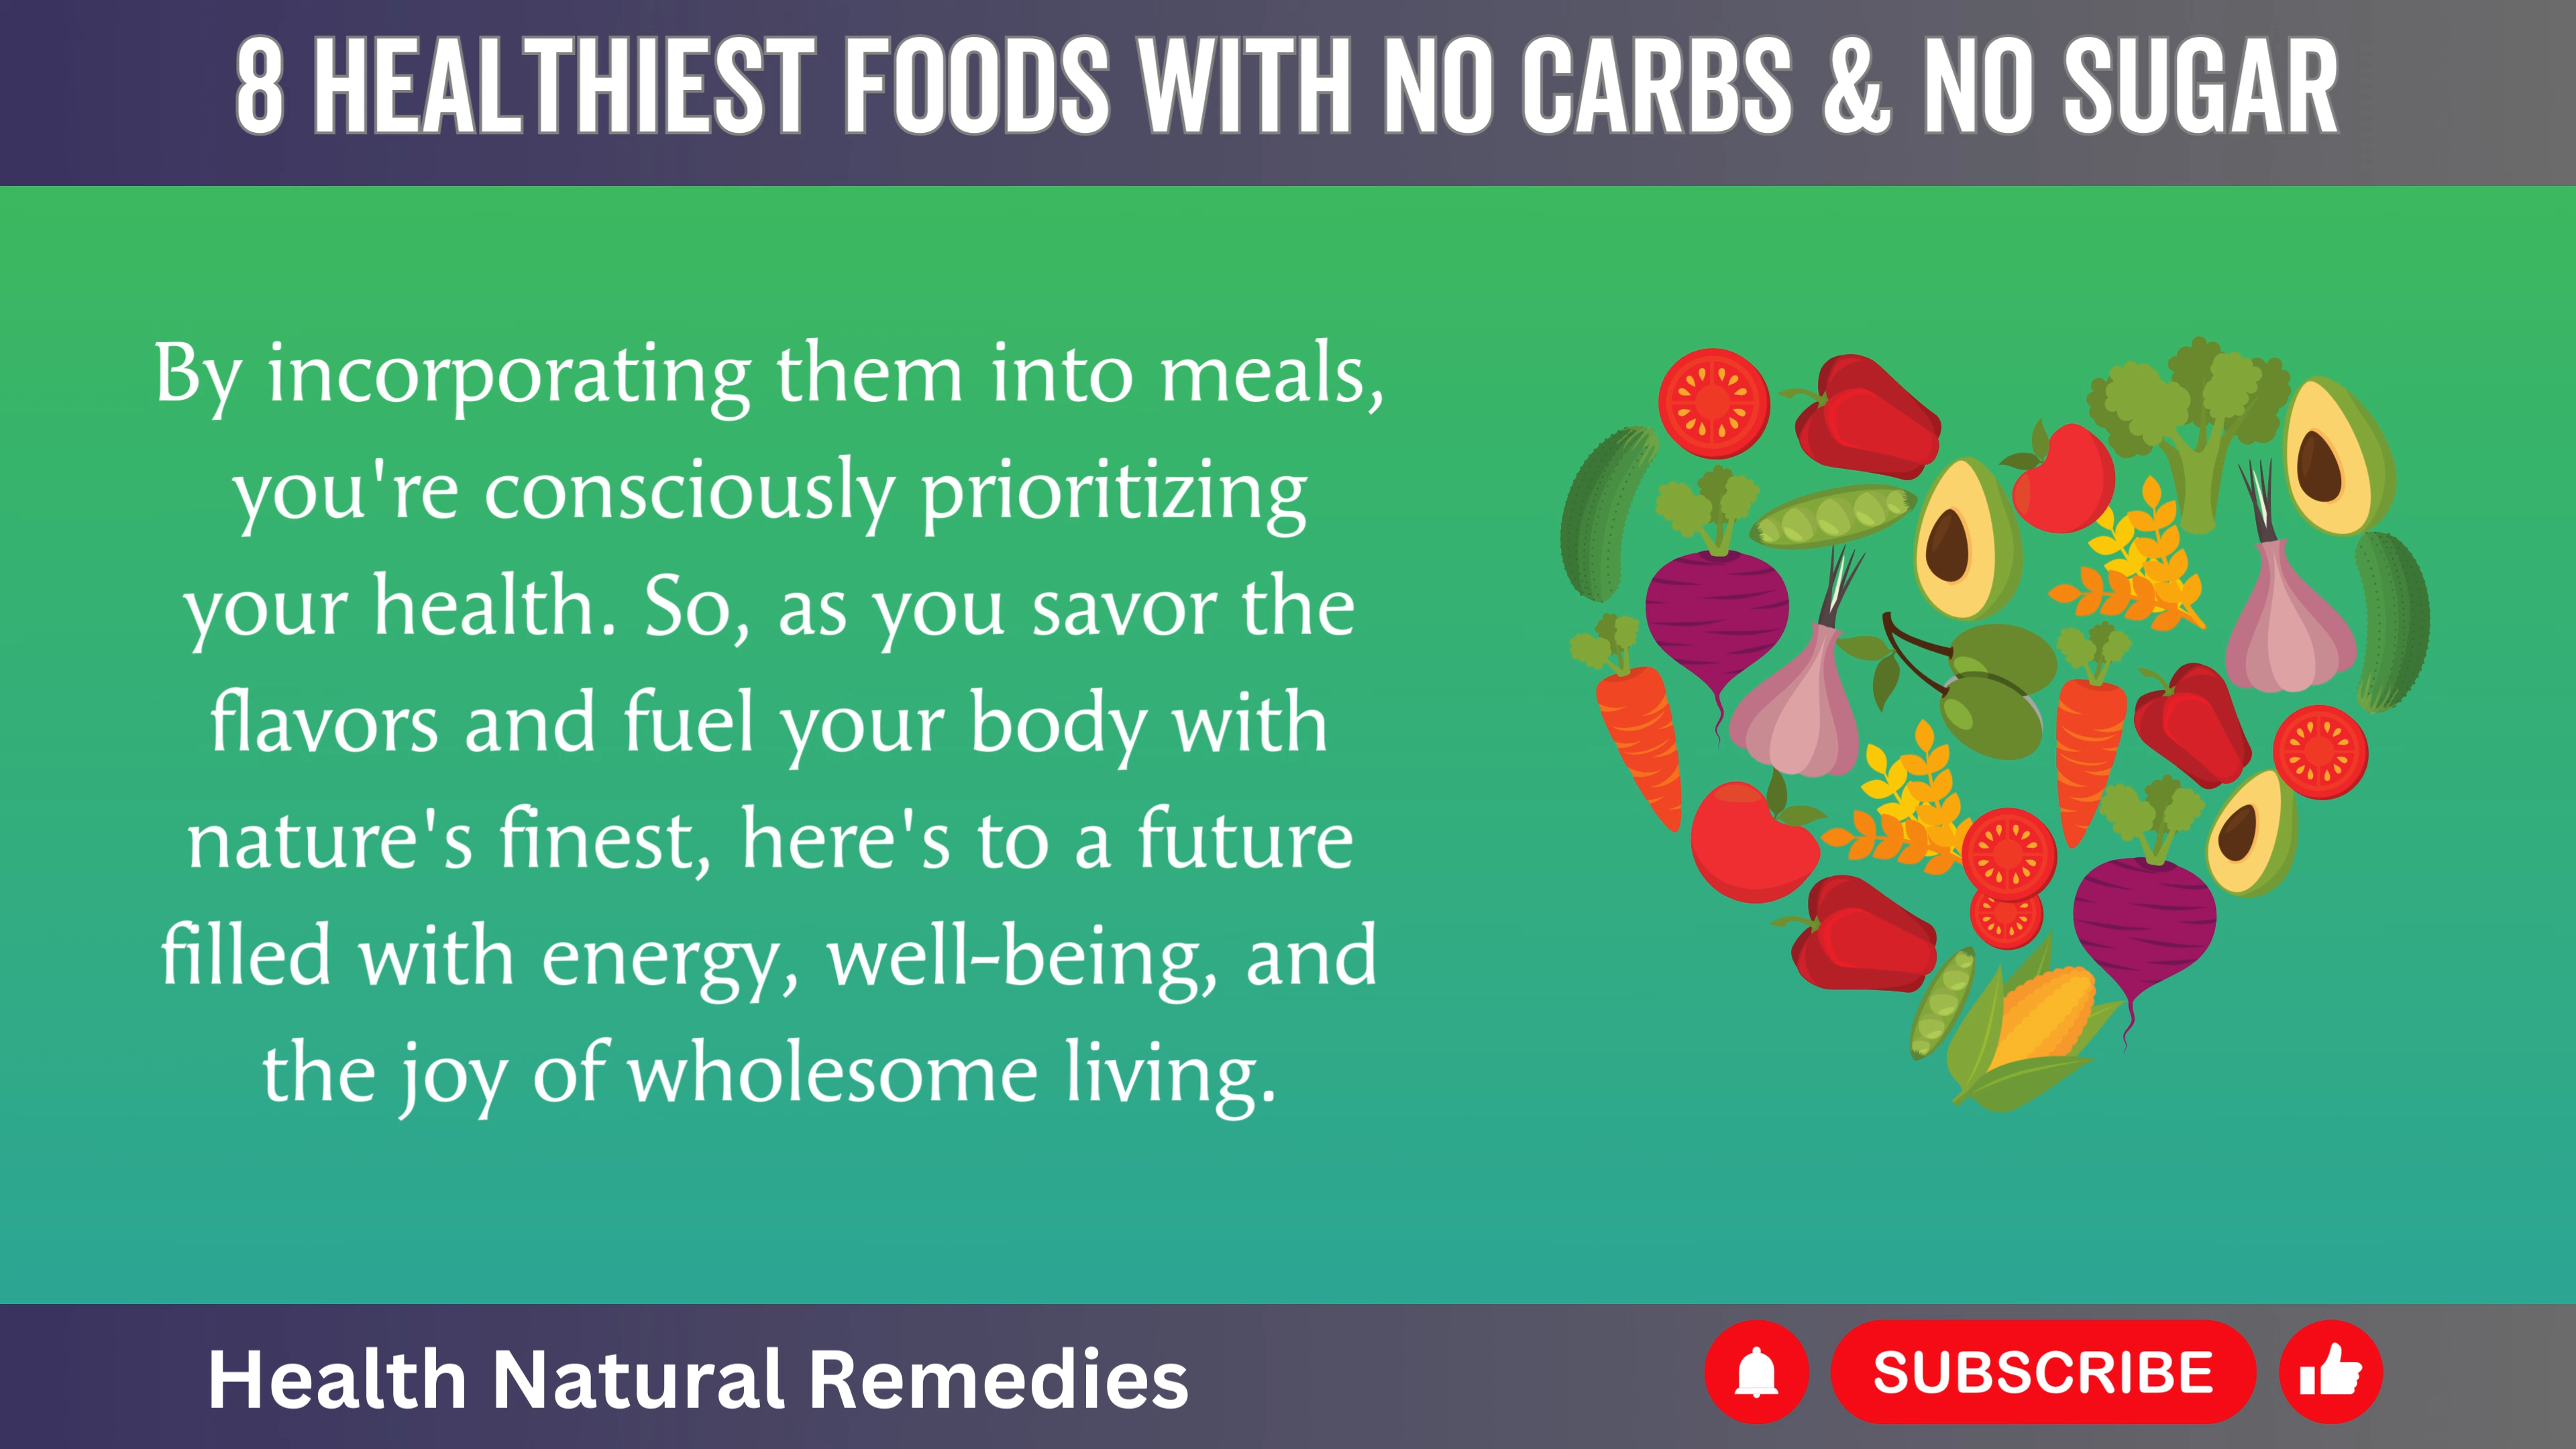 8 HEALTHIEST FOODS WITH NO CARBS & NO SUGAR
By incorporating them into meals,
you're consciously prioritizing
your health. So, as you savor the
flavors and fuel your body with
nature's finest, here's to a future
filled with energy, well-being, and
the joy of wholesome living.
Health Natural Remedies
SUBSCRIBE